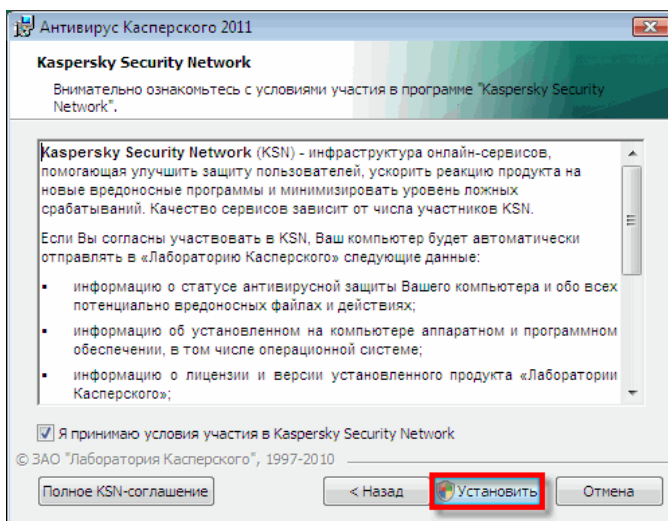 Антивирус Касперского 2011
Kaspersky Security Network
Внимательно ознакомьтесь с условиями участия в программе "Kaspersky Security
Network".
Kaspersky Security Network (KSN) - инфраструктура онлайн-сервисов,
помогающая улучшить защиту пользователей, ускорить реакцию продукта на
новые вредоносные программы и минимизировать уровень ложных
срабатываний. Качество сервисов зависит от числа участников KSN.
Если Вы согласны участвовать в KSN, Ваш компьютер будет автоматически
отправлять в «Лабораторию Касперского» следующие данные:
▪ информацию о статусе антивирусной защиты Вашего компьютера и обо всех
потенциально вредоносных файлах и действиях;
▪ информацию об установленном на компьютере аппаратном и программном
обеспечении, в том числе операционной системе;
▪ информацию о лицензии и версии установленного продукта «Лаборатории
Касперского»;
Я принимаю условия участия в Kaspersky Security Network
© ЗАО "Лаборатория Касперского", 1997-2010
Полное KSN-соглашение < Назад Установить Отмена